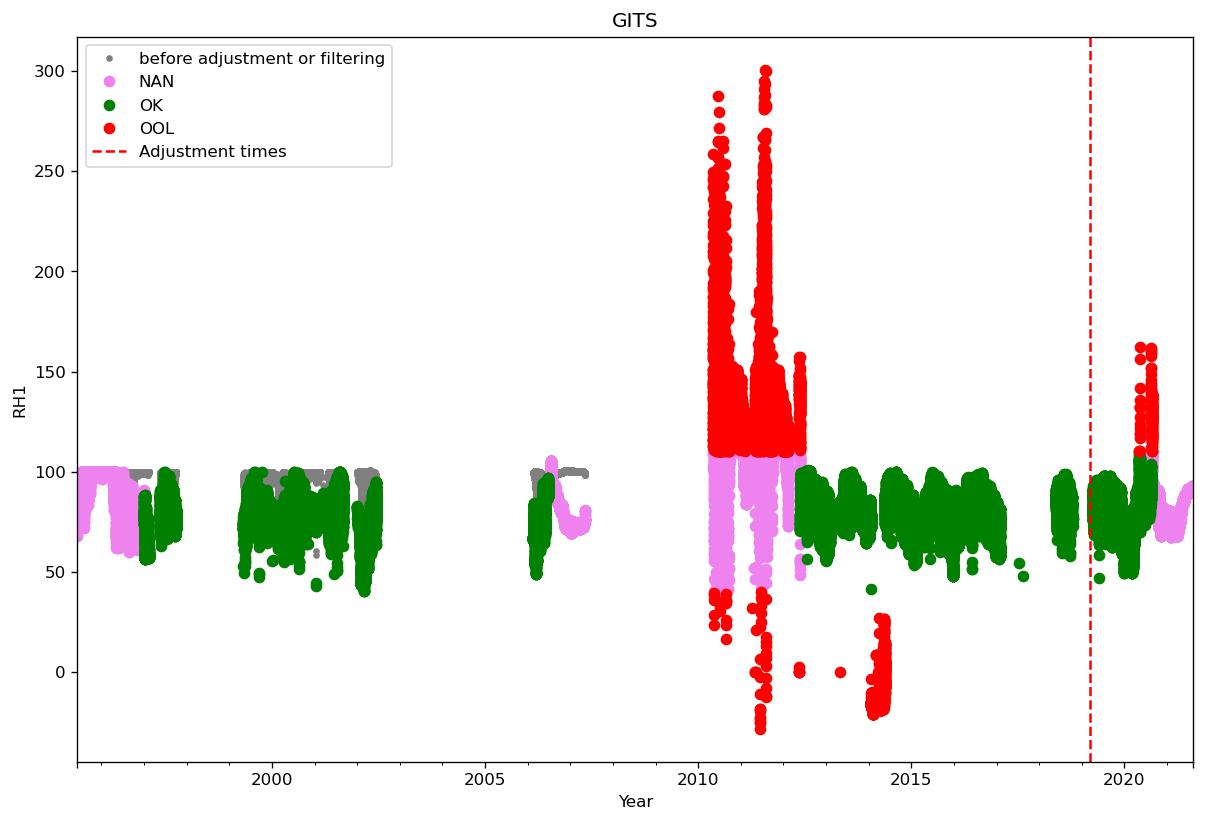 GITS
before adjustment or filtering
NAN
OK
OOL
Adjustment times
300
250
200
150
100
50
0
RH1
2000 2005 2010 2015 2020
Year